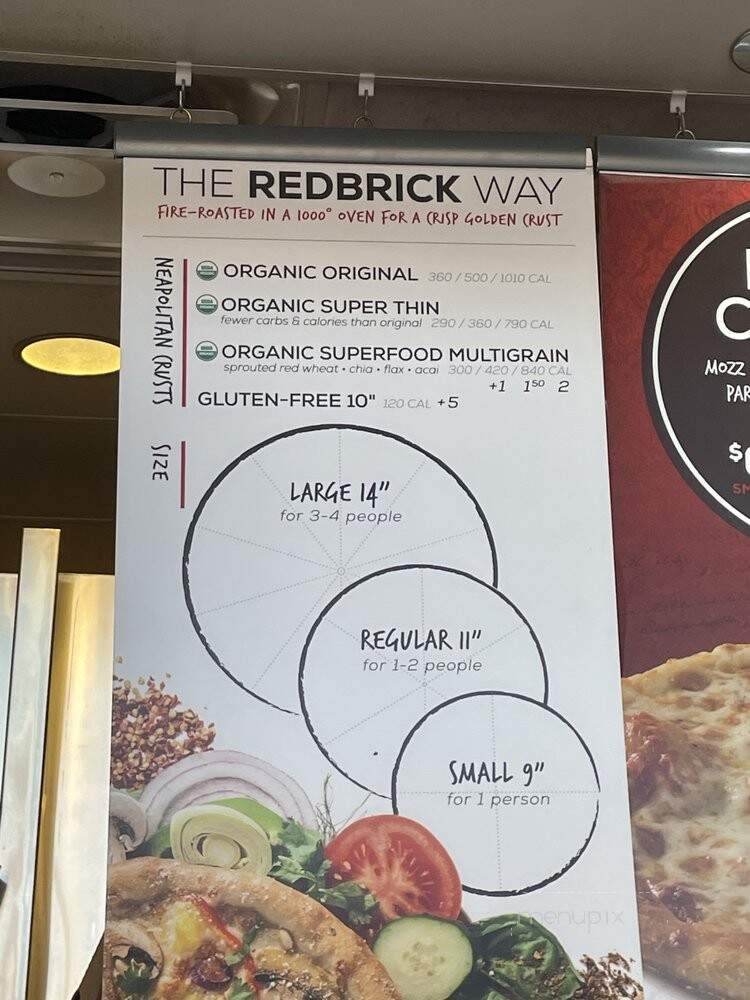 THE REDBRICK WAY
FIRE-ROASTED IN A 1000° OVEN FOR A CRISP GOLDEN CRUST
NEAPOLITAN CRUSTS
ORGANIC ORIGINAL 360 / 500 / 1010 CAL
ORGANIC SUPER THIN
fewer carbs & calories than original 290 / 360 / 790 CAL
ORGANIC SUPERFOOD MULTIGRAIN
sprouted red wheat • chia • flax • acai 300 / 420 / 840 CAL
+1 1⁵⁰ 2
GLUTEN-FREE 10" 120 CAL +5
SIZE
LARGE 14"
for 3-4 people
REGULAR 11"
for 1-2 people
SMALL 9"
for 1 person
MOZZ
PAR
$
SM
menupix